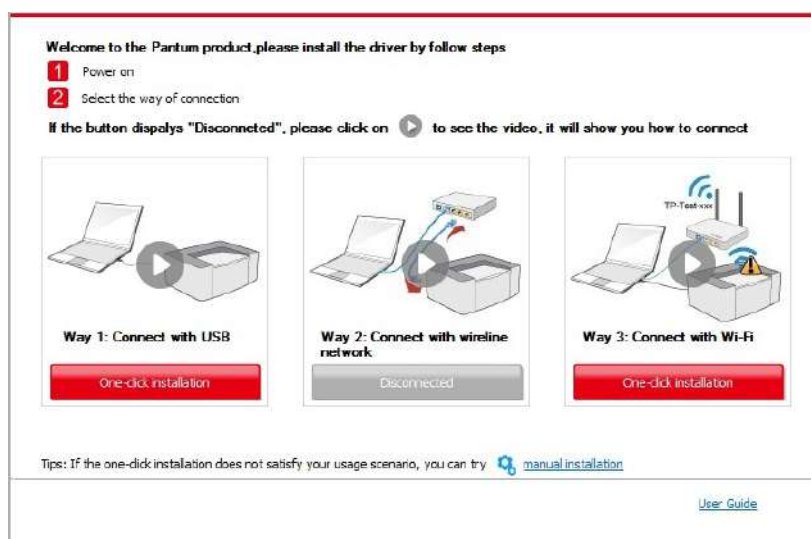 Welcome to the Pantum product,please install the driver by follow steps
1 Power on
2 Select the way of connection
If the button dispalys "Disconneted", please click on to see the video, it will show you how to connect
TP-Test-xxx
Way 1: Connect with USB
Way 2: Connect with wireline
network
Way 3: Connect with Wi-Fi
One-click installation
Disconnected
One-click installation
Tips: If the one-click installation does not satisfy your usage scenario, you can try manual installation
User Guide